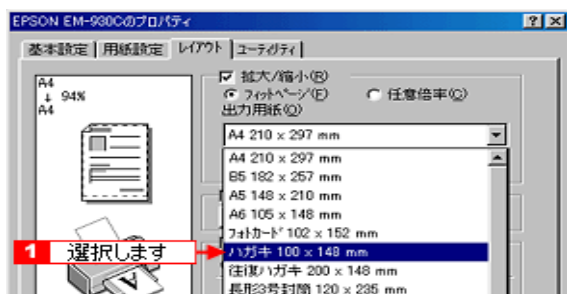 EPSON EM-930Cのプロパティ
基本設定 用紙設定 レイアウト ユーティリティ
A4
↓ 94%
A4
拡大/縮小(R)
フィットページ(E) 任意倍率(C)
出力用紙(O)
A4 210 x 297 mm
A4 210 x 297 mm
B5 182 x 257 mm
A5 148 x 210 mm
A6 105 x 148 mm
フォトカード 102 x 152 mm
1 選択します
ハガキ 100 x 148 mm
往復ハガキ 200 x 148 mm
長形3号封筒 120 x 235 mm